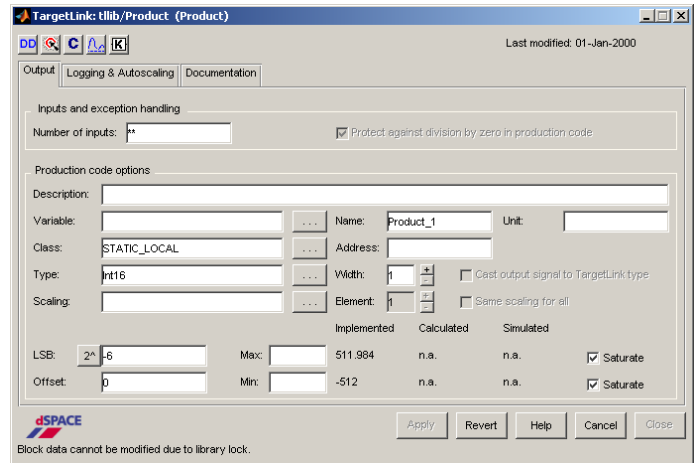 TargetLink: tllib/Product (Product)
DD C K Last modified: 01-Jan-2000
Output Logging & Autoscaling Documentation
Inputs and exception handling
Number of inputs: ** Protect against division by zero in production code
Production code options
Description:
Variable: ... Name: Product_1 Unit:
Class: STATIC_LOCAL ... Address:
Type: Int16 ... Width: 1 + - Cast output signal to TargetLink type
Scaling: ... Element: 1 + - Same scaling for all
Implemented Calculated Simulated
LSB: 2^ -6 Max: 511.984 n.a. n.a. Saturate
Offset: 0 Min: -512 n.a. n.a. Saturate
dSPACE Apply Revert Help Cancel Close
Block data cannot be modified due to library lock.